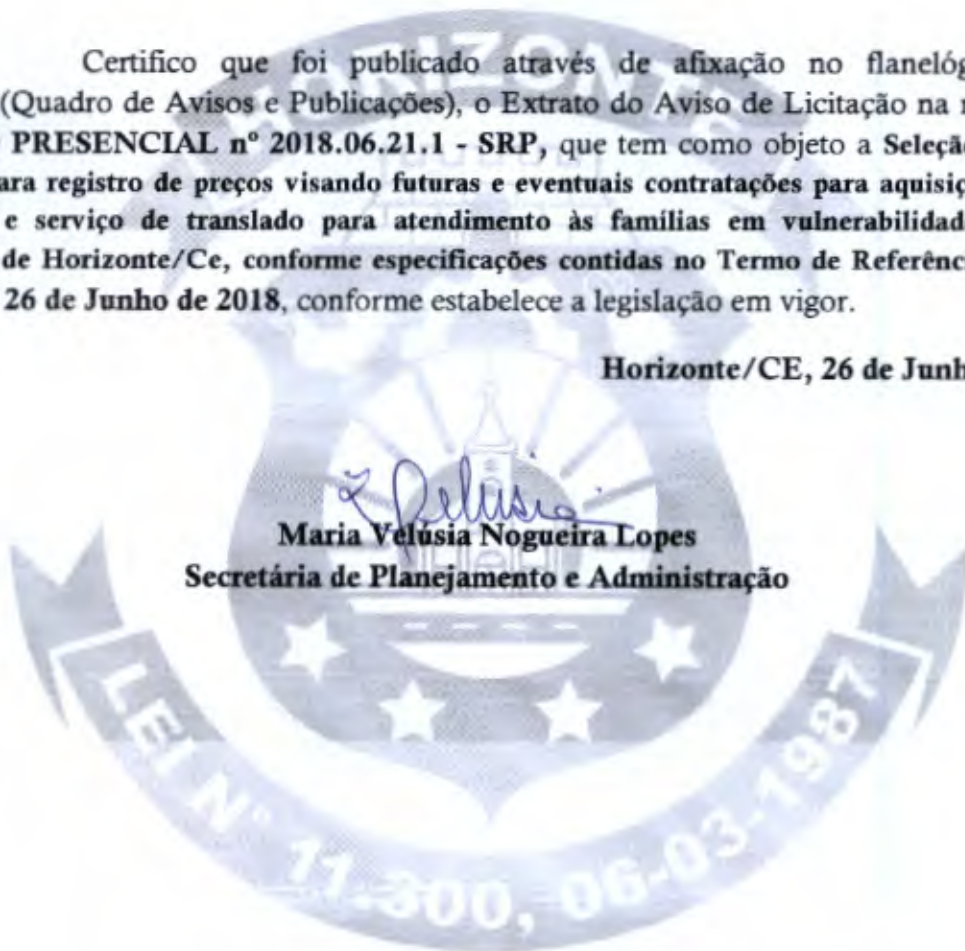 HORIZONTE
Certifico que foi publicado através de afixação no flanelóg
(Quadro de Avisos e Publicações), o Extrato do Aviso de Licitação na
PRESENCIAL nº 2018.06.21.1 - SRP, que tem como objeto a Seleçã
ara registro de preços visando futuras e eventuais contratações para aquisiç
e serviço de translado para atendimento às famílias em vulnerabilidad
de Horizonte/Ce, conforme especificações contidas no Termo de Referênc
26 de Junho de 2018, conforme estabelece a legislação em vigor.
Horizonte/CE, 26 de Junh
Maria Velúsia Nogueira Lopes
Secretária de Planejamento e Administração
LEI Nº 11.300, 06-03-1987